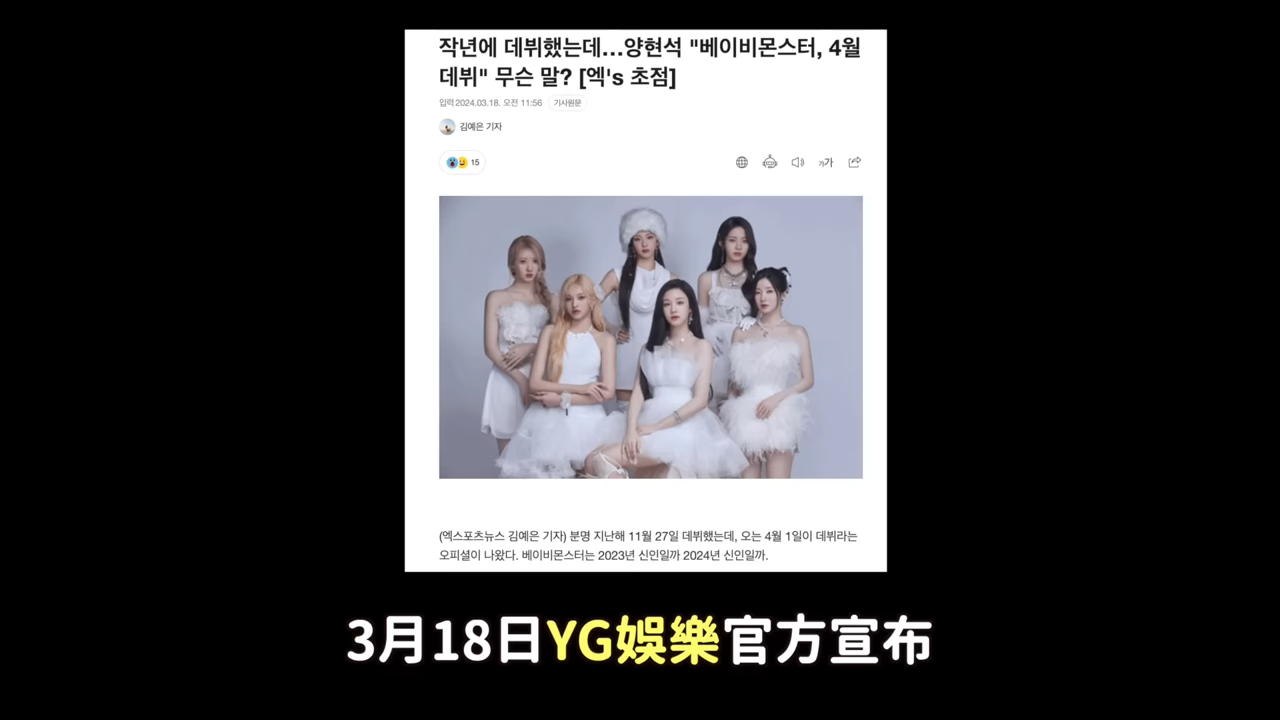 작년에 데뷔했는데…양현석 "베이비몬스터, 4월
데뷔" 무슨 말? [엑's 초점]
입력 2024.03.18. 오전 11:56 기사원문
김예은 기자
15
가가
(엑스포츠뉴스 김예은 기자) 분명 지난해 11월 27일 데뷔했는데, 오는 4월 1일이 데뷔라는
오피셜이 나왔다. 베이비몬스터는 2023년 신인일까 2024년 신인일까.
3月18日YG娛樂官方宣布